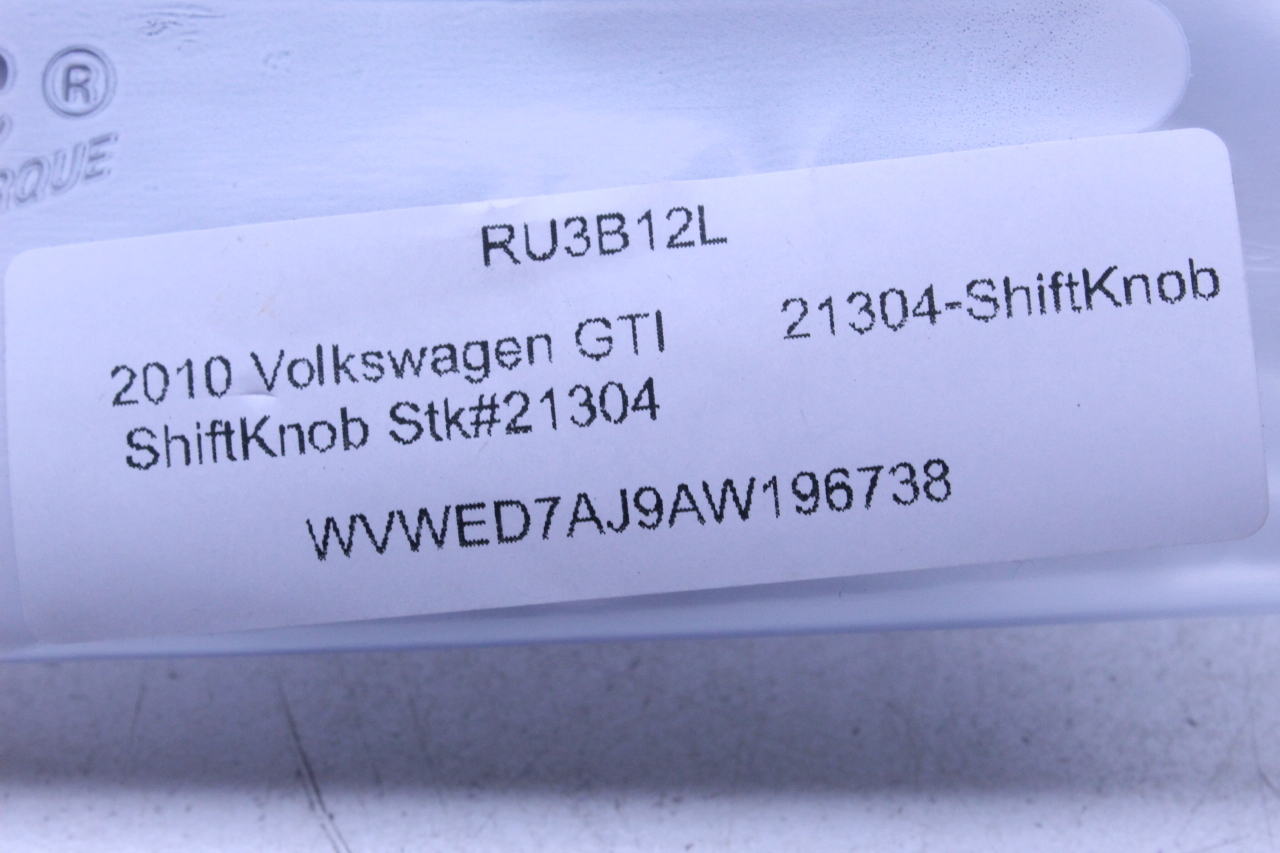 ®
RU3B12L
2010 Volkswagen GTI 21304-ShiftKnob
ShiftKnob Stk#21304
WVWED7AJ9AW196738